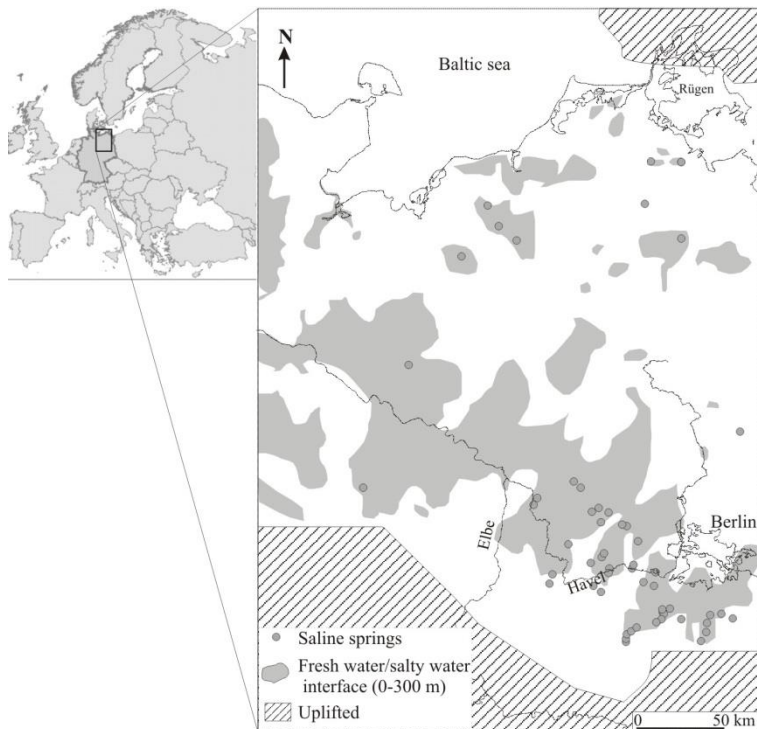 N
Baltic sea
Rügen
Berlin
Elbe
Havel
Saline springs
Fresh water/salty water
interface (0-300 m)
Uplifted
0 50 km